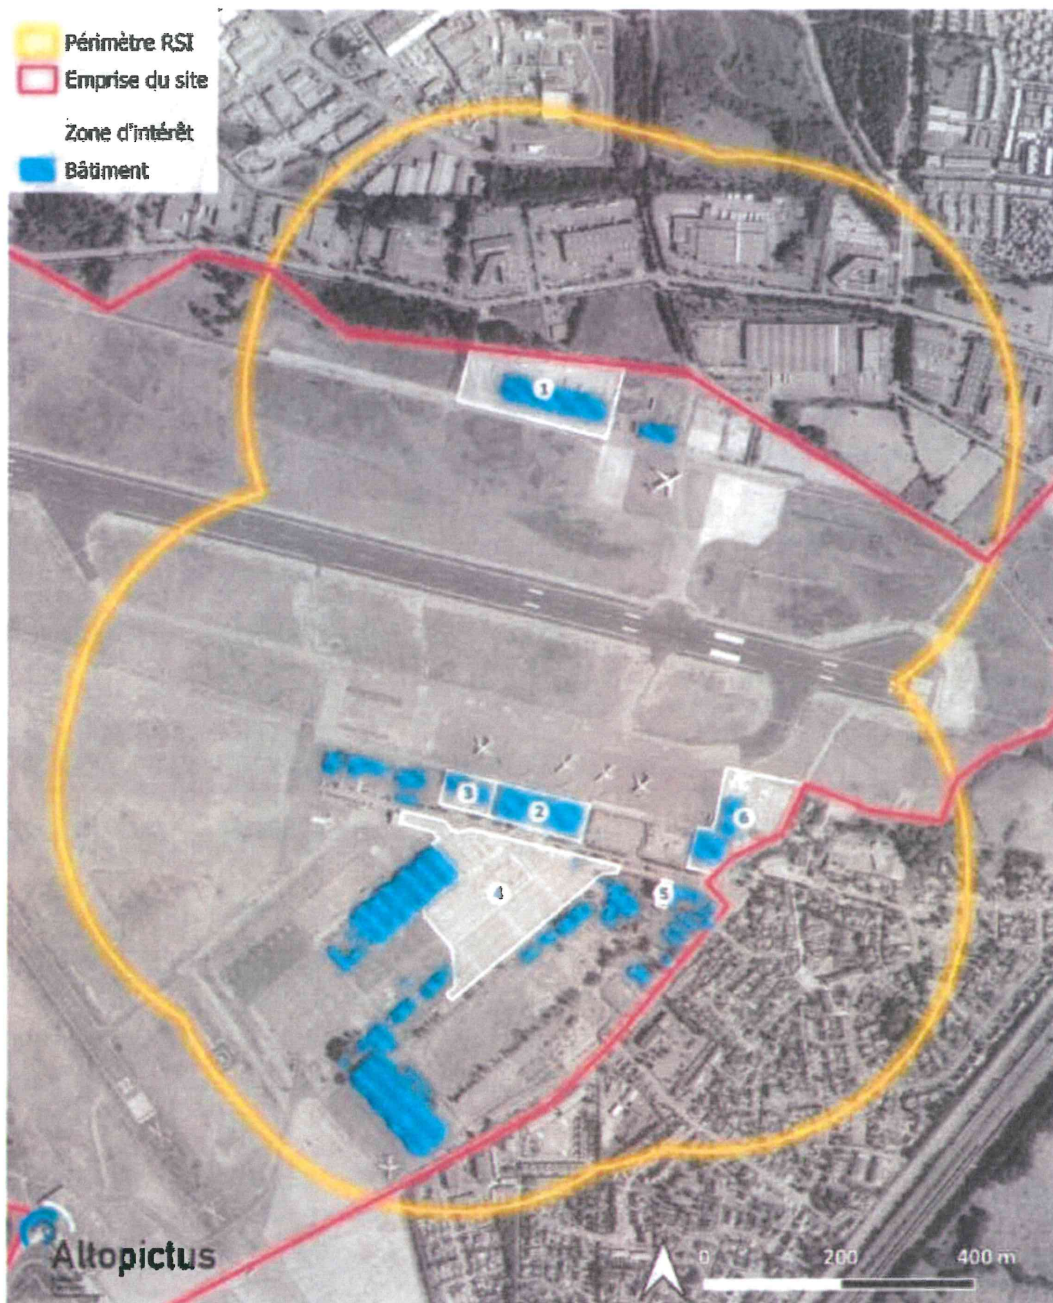 Périmètre RSI
Emprise du site
Zone d'intérêt
Bâtiment
1
3
2
6
4
5
Altopictus
0 200 400 m